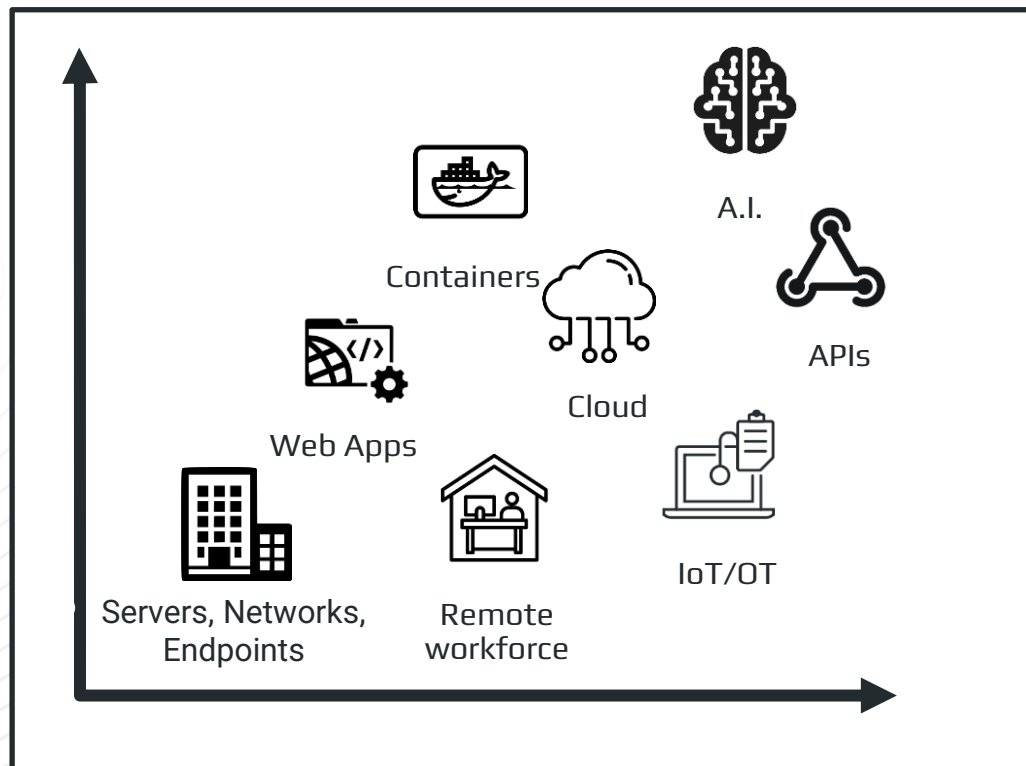 A.I.
Containers
APIs
</>
Cloud
Web Apps
IoT/OT
Servers, Networks,
Endpoints
Remote
workforce